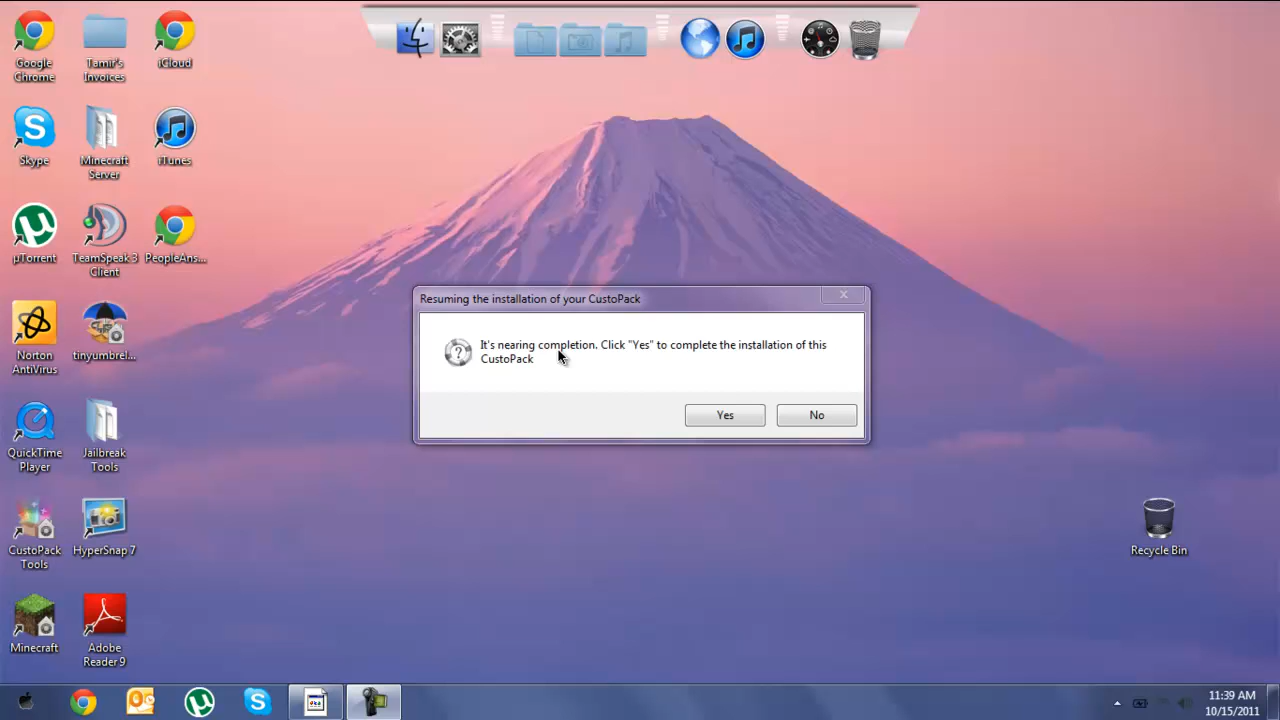 Google
Chrome
Tamir's
Invoices
iCloud
Skype
Minecraft
Server
iTunes
µTorrent
TeamSpeak 3
Client
PeopleAns...
Norton
AntiVirus
tinyumbrel...
QuickTime
Player
Jailbreak
Tools
CustoPack
Tools
HyperSnap 7
Minecraft
Adobe
Reader 9
Resuming the installation of your CustoPack
It's nearing completion. Click "Yes" to complete the installation of this
CustoPack
Yes
No
Recycle Bin
11:39 AM
10/15/2011